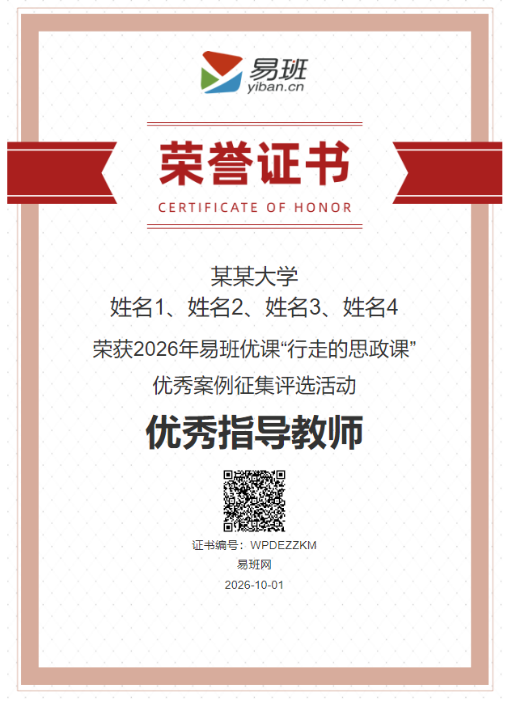 易班
yiban.cn
荣誉证书
CERTIFICATE OF HONOR
某某大学
姓名1、姓名2、姓名3、姓名4
荣获2026年易班优课“行走的思政课”
优秀案例征集评选活动
优秀指导教师
证书编号：WPDEZZKM
易班网
2026-10-01